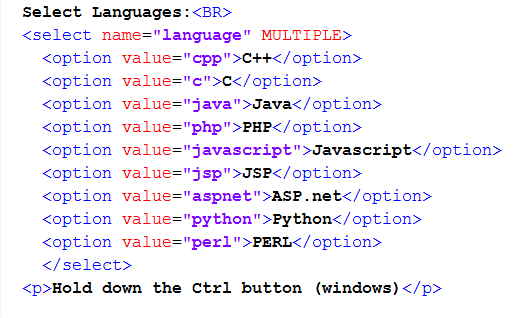 Select Languages:<BR>
<select name="language" MULTIPLE>
<option value="cpp">C++</option>
<option value="c">C</option>
<option value="java">Java</option>
<option value="php">PHP</option>
<option value="javascript">Javascript</option>
<option value="jsp">JSP</option>
<option value="aspnet">ASP.net</option>
<option value="python">Python</option>
<option value="perl">PERL</option>
</select>
<p>Hold down the Ctrl button (windows)</p>